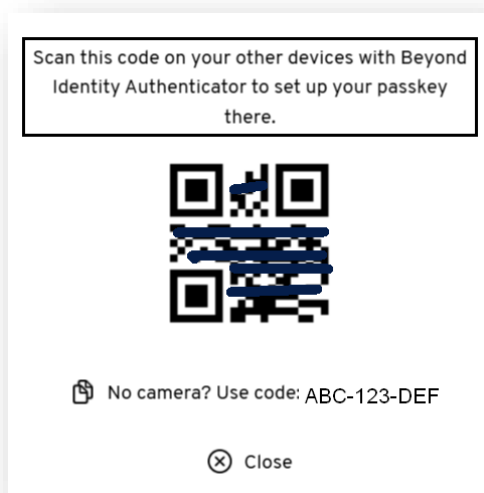 Scan this code on your other devices with Beyond
Identity Authenticator to set up your passkey
there.
No camera? Use code: ABC-123-DEF
Close